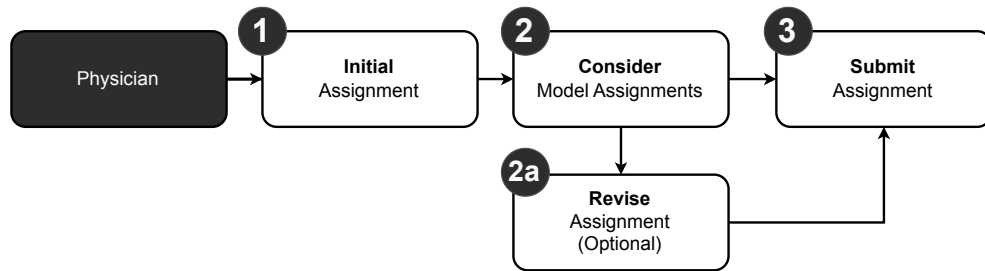 Physician
1
Initial
Assignment
2
Consider
Model Assignments
3
Submit
Assignment
2a
Revise
Assignment
(Optional)